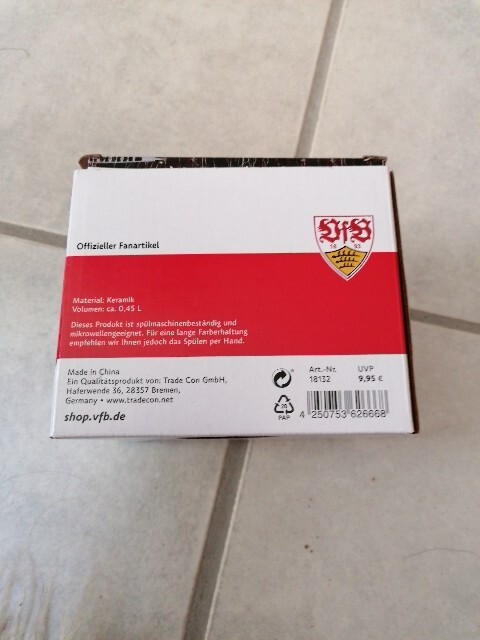 Offizieller Fanartikel
VfB
18 93
Material: Keramik
Volumen: ca. 0,45 L
Dieses Produkt ist spülmaschinenbeständig und
mikrowellengeeignet. Für eine lange Farberhaltung
empfehlen wir Ihnen jedoch das Spülen per Hand.
Made in China
Ein Qualitätsprodukt von: Trade Con GmbH,
Haferwende 36, 28357 Bremen,
Germany • www.tradecon.net
shop.vfb.de
Art.-Nr.
18132
UVP
9,95 €
20
PAP
4 250753 626668